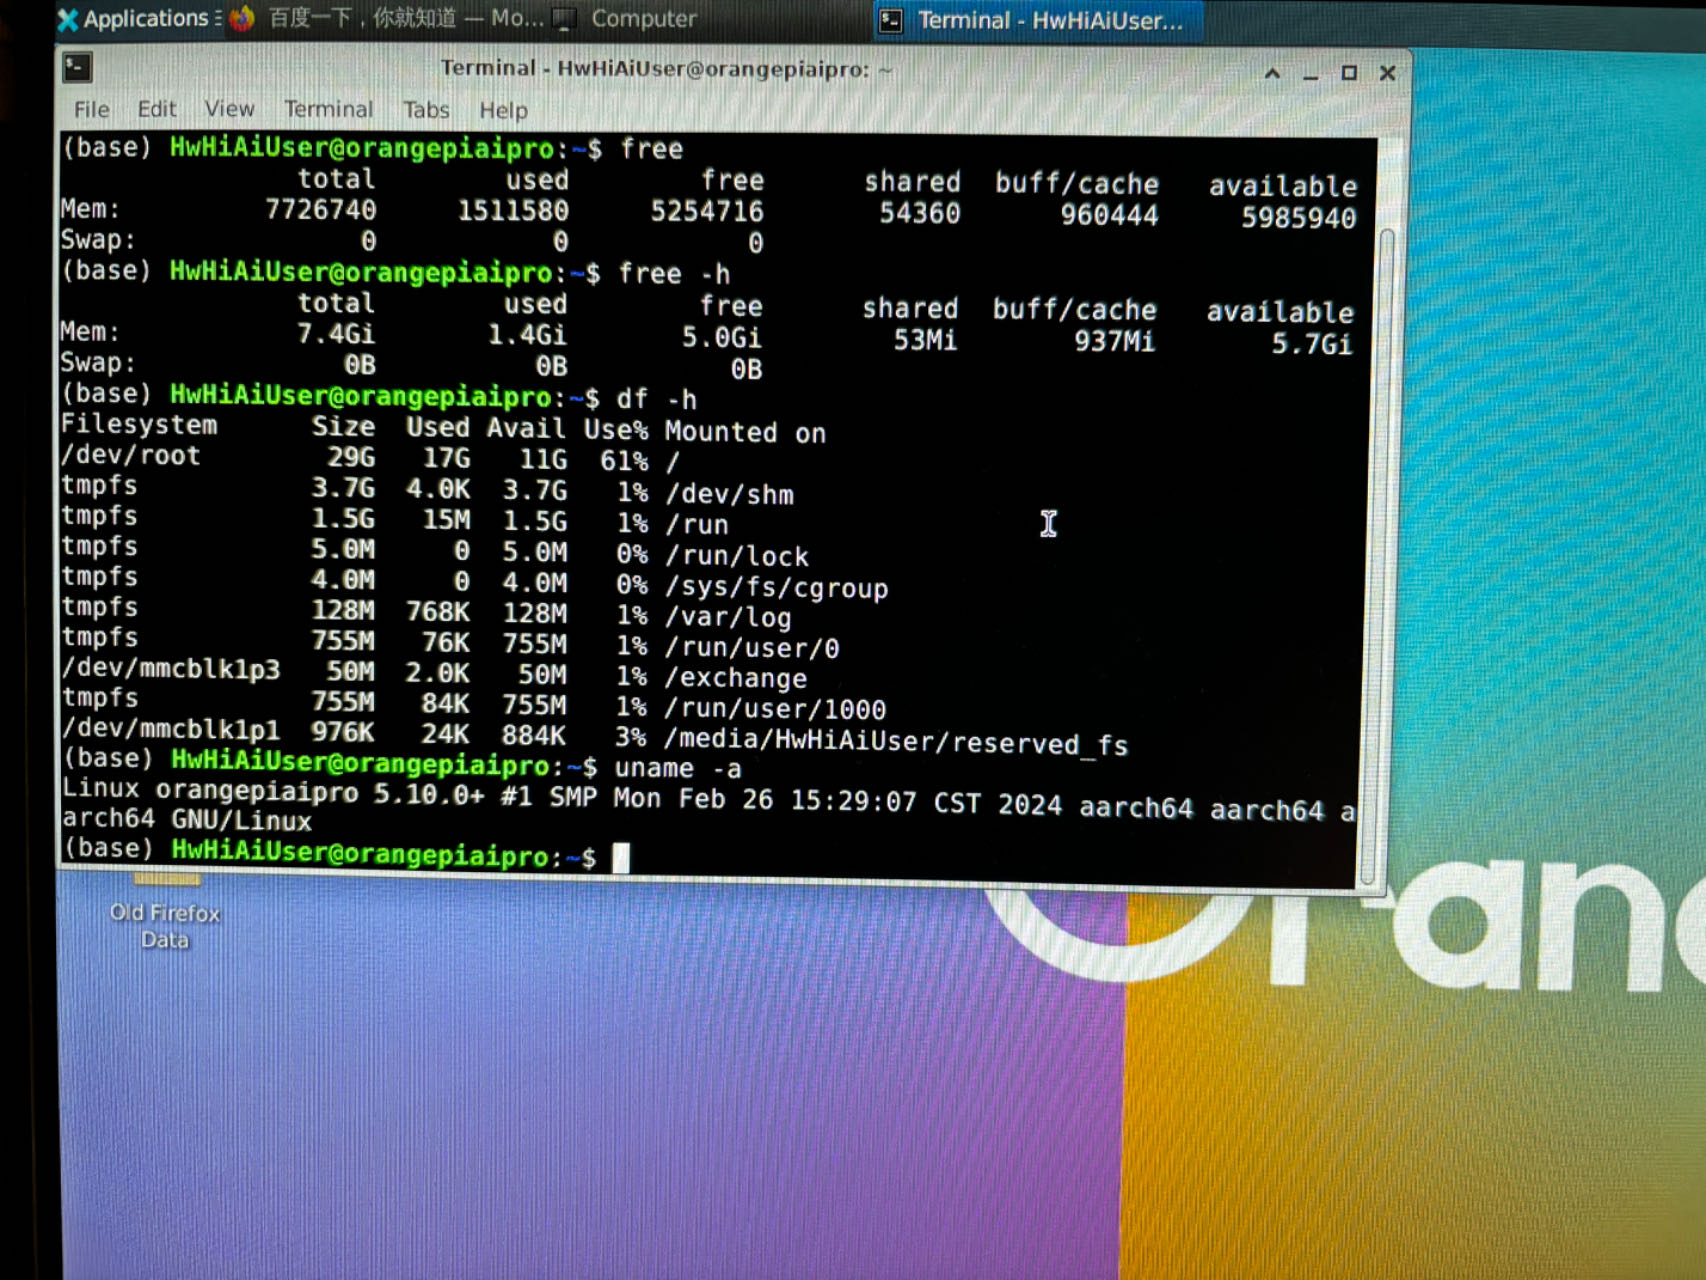 Applications 百度一下，你就知道 — Mo... Computer Terminal - HwHiAiUser...
Terminal - HwHiAiUser@orangepiaipro: ~
File Edit View Terminal Tabs Help
(base) HwHiAiUser@orangepiaipro:~$ free
total used free shared buff/cache available
Mem: 7726740 1511580 5254716 54360 960444 5985940
Swap: 0 0 0
(base) HwHiAiUser@orangepiaipro:~$ free -h
total used free shared buff/cache available
Mem: 7.4Gi 1.4Gi 5.0Gi 53Mi 937Mi 5.7Gi
Swap: 0B 0B 0B
(base) HwHiAiUser@orangepiaipro:~$ df -h
Filesystem Size Used Avail Use% Mounted on
/dev/root 29G 17G 11G 61% /
tmpfs 3.7G 4.0K 3.7G 1% /dev/shm
tmpfs 1.5G 15M 1.5G 1% /run
tmpfs 5.0M 0 5.0M 0% /run/lock
tmpfs 4.0M 0 4.0M 0% /sys/fs/cgroup
tmpfs 128M 768K 128M 1% /var/log
tmpfs 755M 76K 755M 1% /run/user/0
/dev/mmcblk1p3 50M 2.0K 50M 1% /exchange
tmpfs 755M 84K 755M 1% /run/user/1000
/dev/mmcblk1p1 976K 24K 884K 3% /media/HwHiAiUser/reserved_fs
(base) HwHiAiUser@orangepiaipro:~$ uname -a
Linux orangepiaipro 5.10.0+ #1 SMP Mon Feb 26 15:29:07 CST 2024 aarch64 aarch64 a
arch64 GNU/Linux
(base) HwHiAiUser@orangepiaipro:~$
Old Firefox
Data
Oran